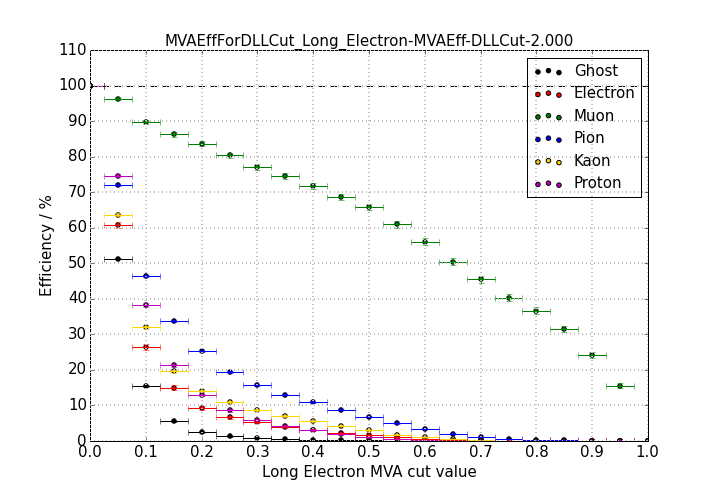 MVAEffForDLLCut_Long_Electron-MVAEff-DLLCut-2.000
110
100
90
80
70
60
50
40
30
20
10
0
Efficiency / %
Ghost
Electron
Muon
Pion
Kaon
Proton
0.0 0.1 0.2 0.3 0.4 0.5 0.6 0.7 0.8 0.9 1.0
Long Electron MVA cut value